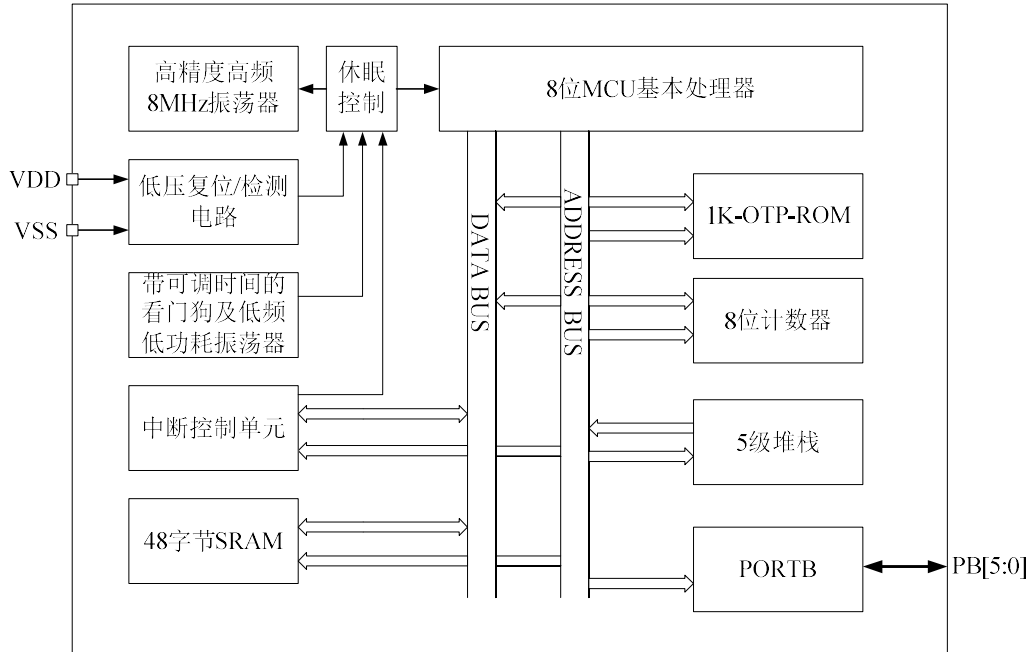 高精度高频
8MHz振荡器
休眠
控制
8位MCU基本处理器
VDD
VSS
低压复位/检测
电路
DATA BUS
ADDRESS BUS
1K-OTP-ROM
带可调时间的
看门狗及低频
低功耗振荡器
8位计数器
中断控制单元
5级堆栈
48字节SRAM
PORTB
PB[5:0]